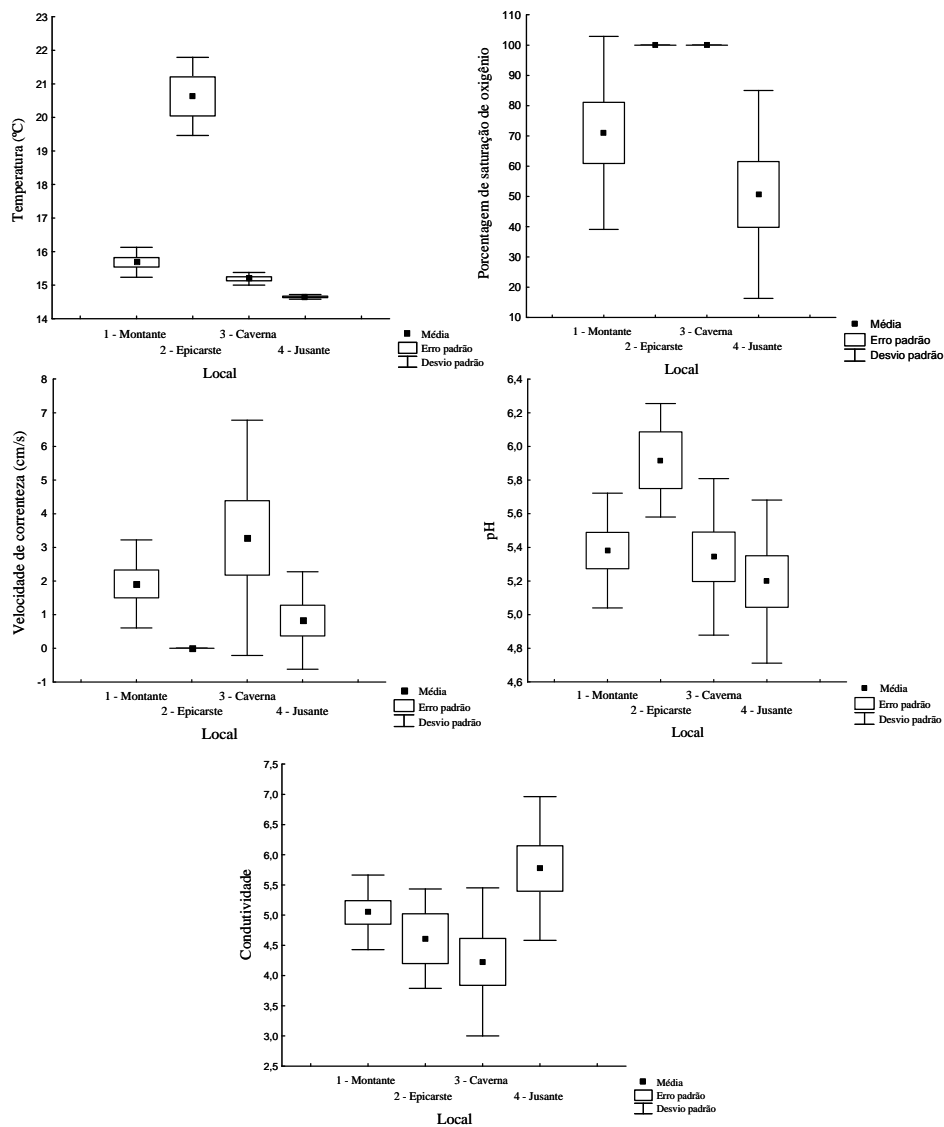 Temperatura (ºC)
23
22
21
20
19
18
17
16
15
14
1 - Montante
2 - Epicarste
3 - Caverna
4 - Jusante
Local
Média
Erro padrão
Desvio padrão
Porcentagem de saturação de oxigênio
110
100
90
80
70
60
50
40
30
20
10
1 - Montante
2 - Epicarste
3 - Caverna
4 - Jusante
Local
Média
Erro padrão
Desvio padrão
Velocidade de correnteza (cm/s)
8
7
6
5
4
3
2
1
0
-1
1 - Montante
2 - Epicarste
3 - Caverna
4 - Jusante
Local
Média
Erro padrão
Desvio padrão
pH
6,4
6,2
6,0
5,8
5,6
5,4
5,2
5,0
4,8
4,6
1 - Montante
2 - Epicarste
3 - Caverna
4 - Jusante
Local
Média
Erro padrão
Desvio padrão
Condutividade
7,5
7,0
6,5
6,0
5,5
5,0
4,5
4,0
3,5
3,0
2,5
1 - Montante
2 - Epicarste
3 - Caverna
4 - Jusante
Local
Média
Erro padrão
Desvio padrão